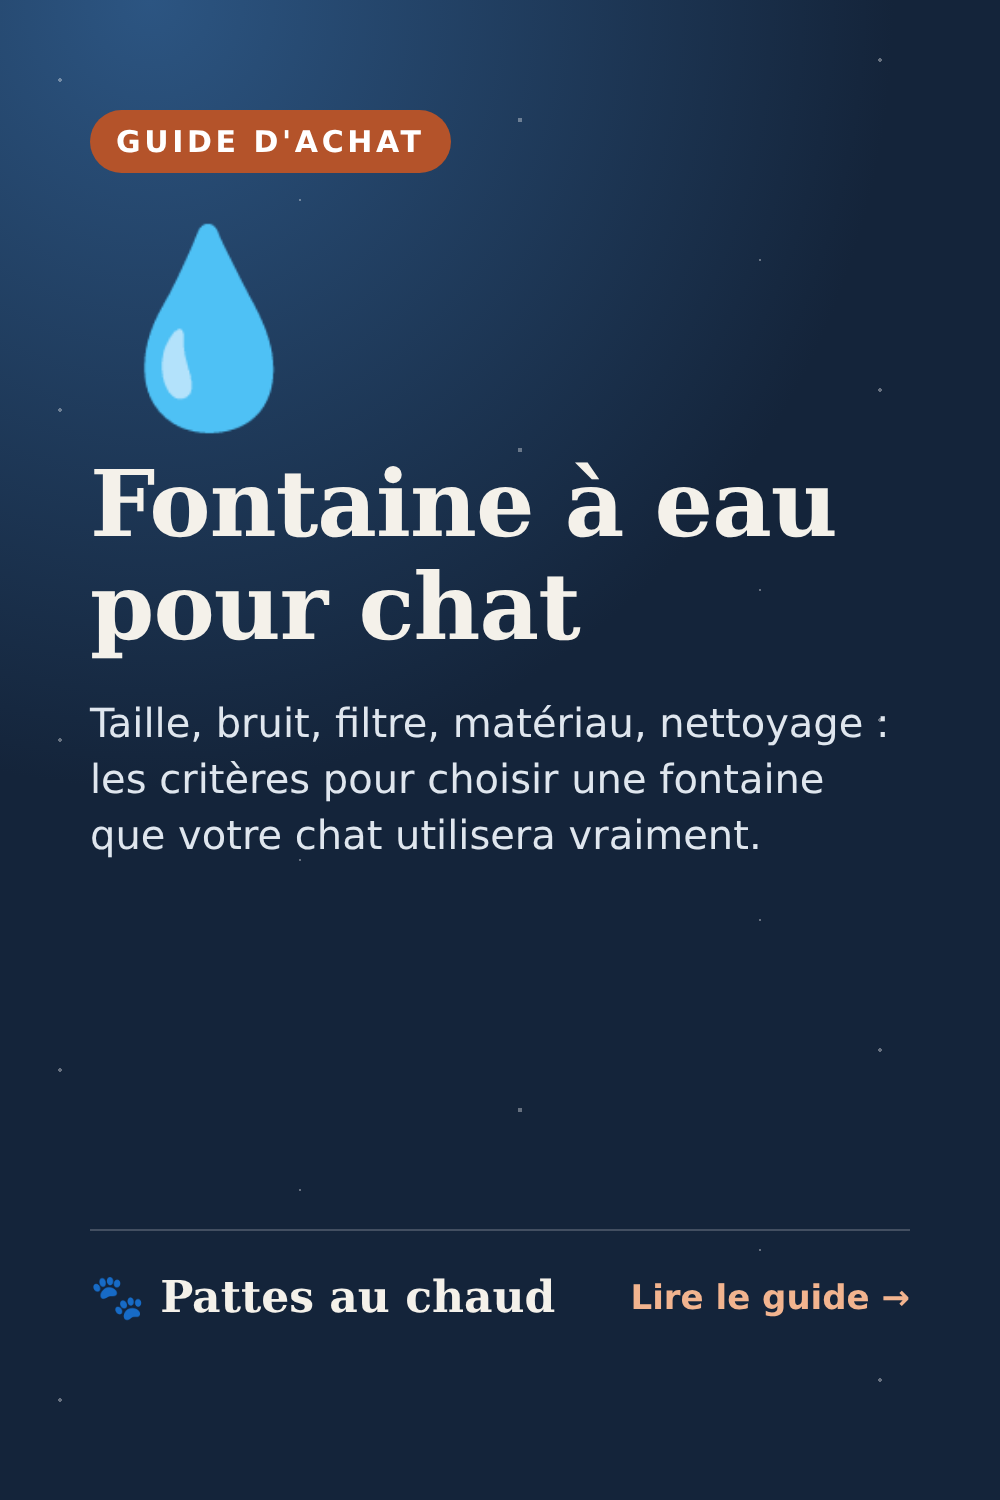 GUIDE D'ACHAT
Fontaine à eau
pour chat
Taille, bruit, filtre, matériau, nettoyage :
les critères pour choisir une fontaine
que votre chat utilisera vraiment.
Pattes au chaud
Lire le guide →